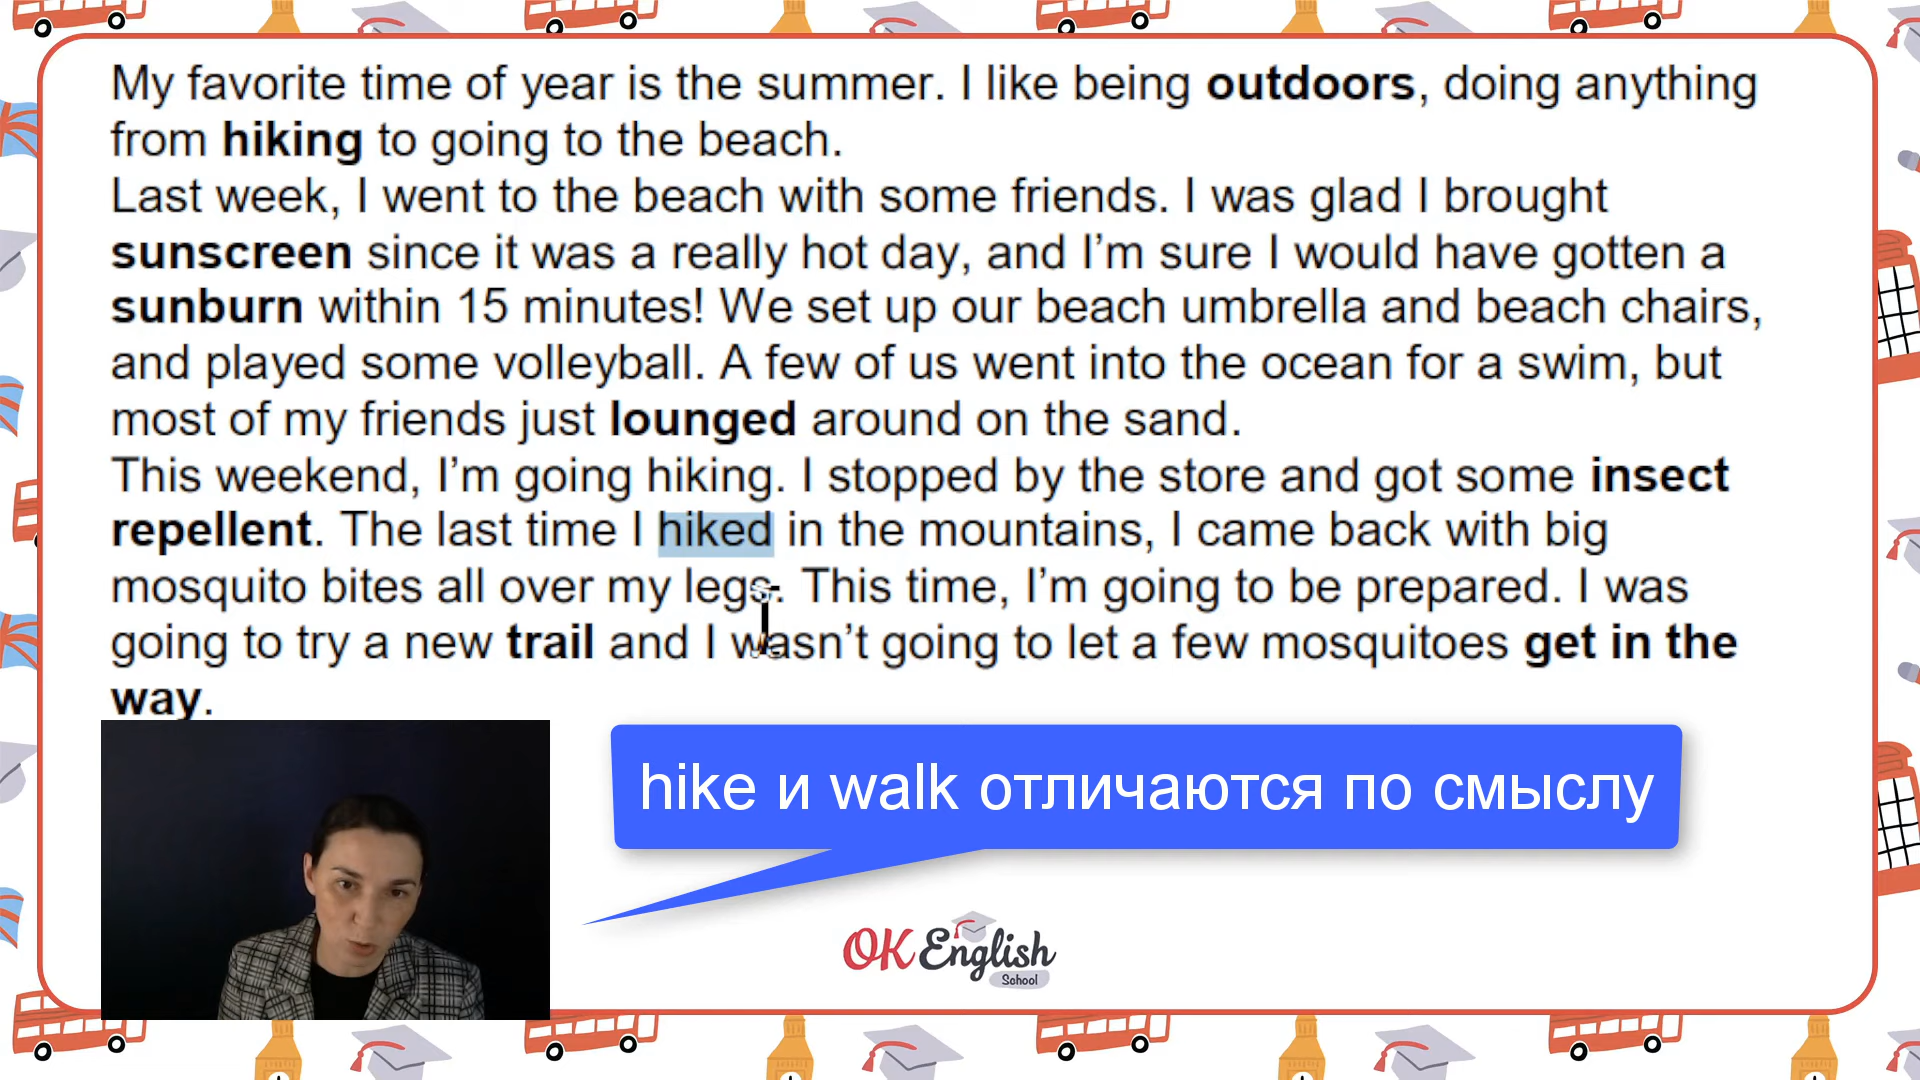 My favorite time of year is the summer. I like being outdoors, doing anything
from hiking to going to the beach.
Last week, I went to the beach with some friends. I was glad I brought
sunscreen since it was a really hot day, and I’m sure I would have gotten a
sunburn within 15 minutes! We set up our beach umbrella and beach chairs,
and played some volleyball. A few of us went into the ocean for a swim, but
most of my friends just lounged around on the sand.
This weekend, I’m going hiking. I stopped by the store and got some insect
repellent. The last time I hiked in the mountains, I came back with big
mosquito bites all over my legs. This time, I’m going to be prepared. I was
going to try a new trail and I wasn’t going to let a few mosquitoes get in the
way.
hike и walk отличаются по смыслу
OK English
School